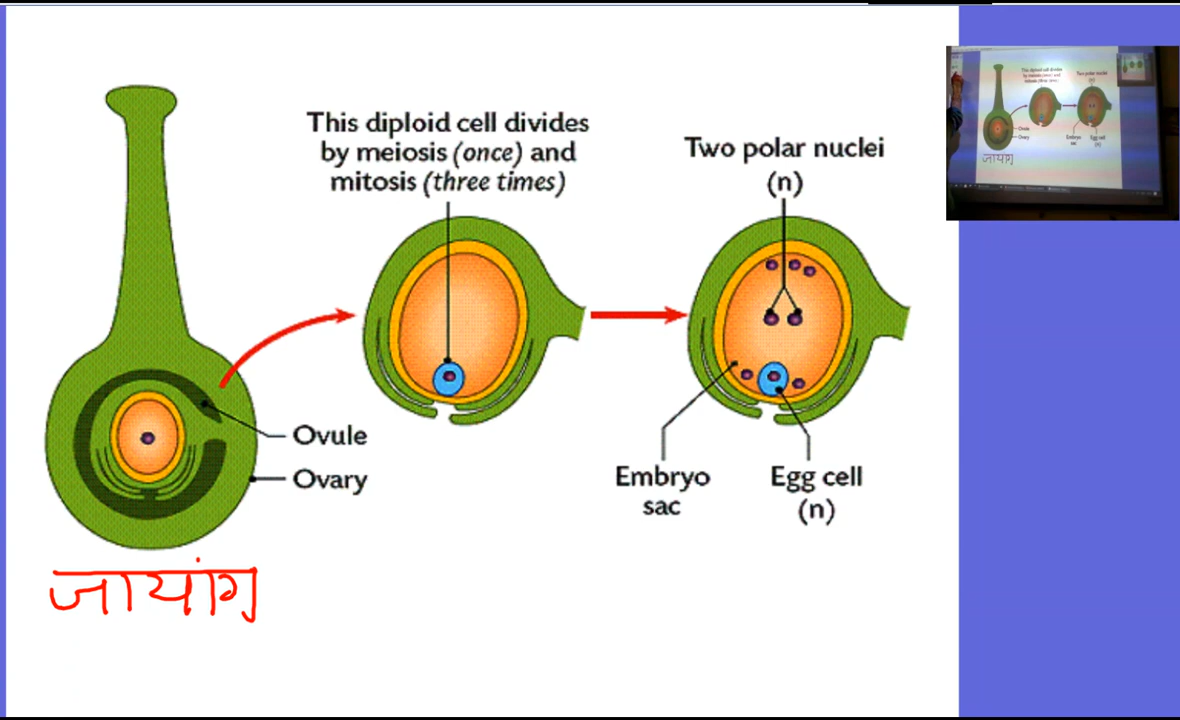 This diploid cell divides
by meiosis (once) and
mitosis (three times)
Two polar nuclei
(n)
Ovule
Ovary
Embryo
sac
Egg cell
(n)
जायांग